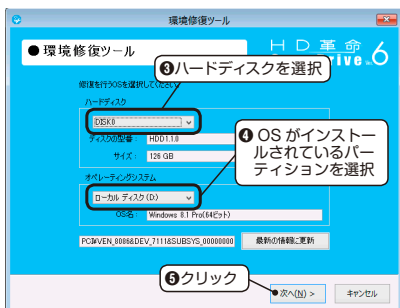 環境修復ツール
●環境修復ツール
HD革命
Drive Ver.6
❸ハードディスクを選択
修復を行うOSを選択してください
ハードディスク
DISK0
ディスクの型番： HDD1.1.0
サイズ： 126 GB
❹OSがインストー
ルされているパー
ティションを選択
オペレーティングシステム
ローカル ディスク (D:)
OS名： Windows 8.1 Pro(64ビット)
PCI¥VEN_8086&DEV_7111&SUBSYS_00000000
最新の情報に更新
❺クリック
次へ(N) >
キャンセル